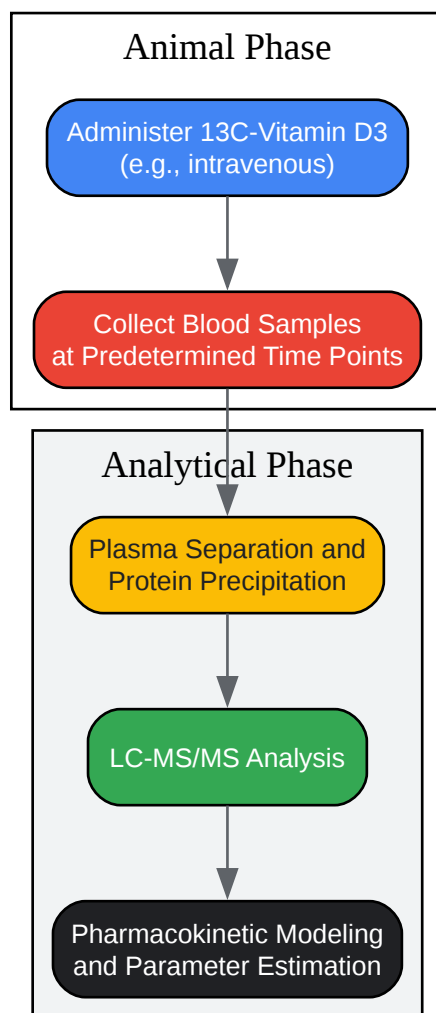 Animal Phase
Administer 13C-Vitamin D3
(e.g., intravenous)
Collect Blood Samples
at Predetermined Time Points
Analytical Phase
Plasma Separation and
Protein Precipitation
LC-MS/MS Analysis
Pharmacokinetic Modeling
and Parameter Estimation